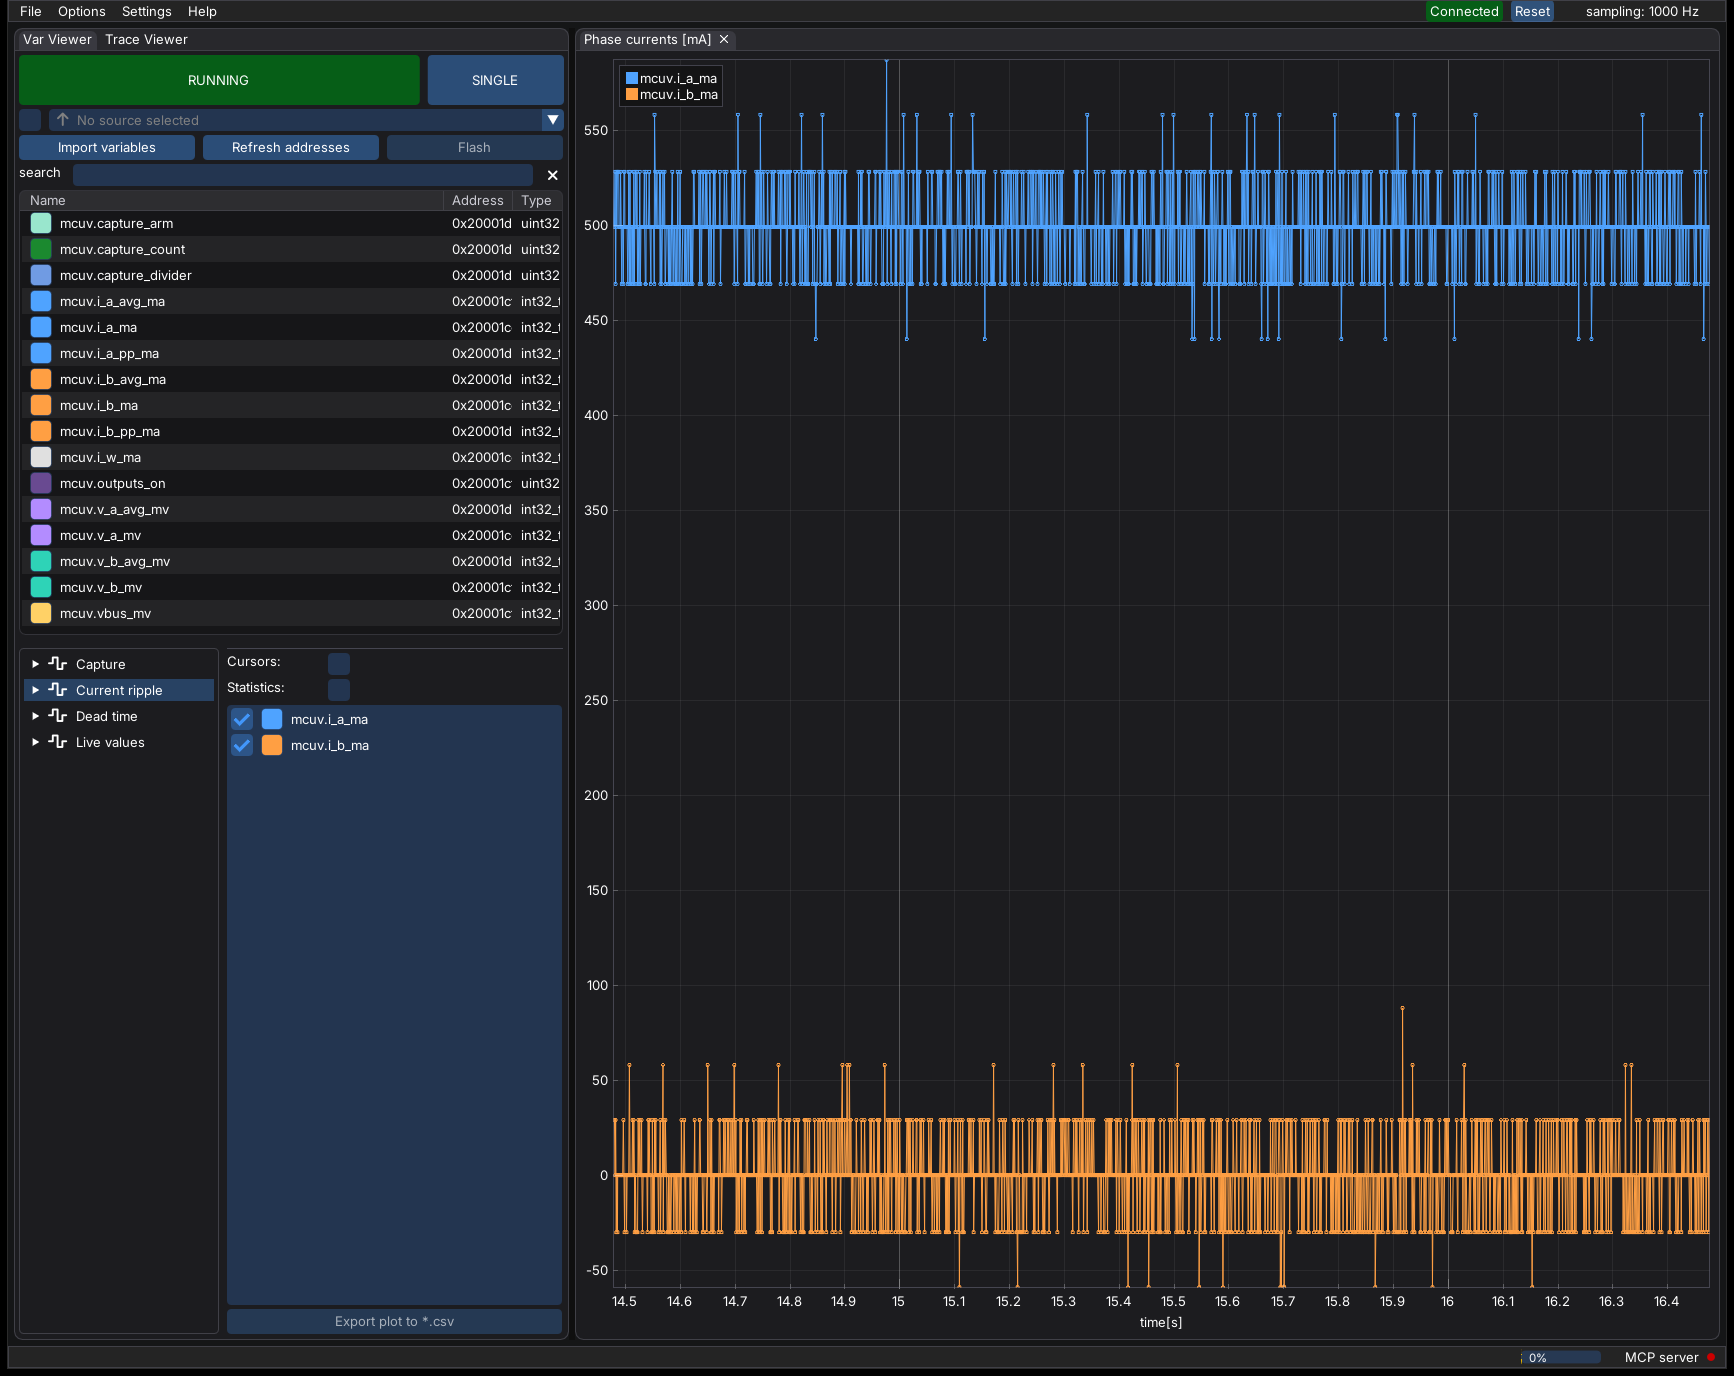 File Options Settings Help Connected Reset sampling: 1000 Hz
Var Viewer Trace Viewer
RUNNING SINGLE
No source selected
Import variables Refresh addresses Flash
search
Name Address Type
mcuv.capture_arm 0x20001d uint32
mcuv.capture_count 0x20001d uint32
mcuv.capture_divider 0x20001d uint32
mcuv.i_a_avg_ma 0x20001c int32_t
mcuv.i_a_ma 0x20001c int32_t
mcuv.i_a_pp_ma 0x20001d int32_t
mcuv.i_b_avg_ma 0x20001d int32_t
mcuv.i_b_ma 0x20001c int32_t
mcuv.i_b_pp_ma 0x20001d int32_t
mcuv.i_w_ma 0x20001c int32_t
mcuv.outputs_on 0x20001c uint32
mcuv.v_a_avg_mv 0x20001d int32_t
mcuv.v_a_mv 0x20001c int32_t
mcuv.v_b_avg_mv 0x20001d int32_t
mcuv.v_b_mv 0x20001c int32_t
mcuv.vbus_mv 0x20001c int32_t
Capture
Current ripple
Dead time
Live values
Cursors:
Statistics:
mcuv.i_a_ma
mcuv.i_b_ma
Export plot to *.csv
Phase currents [mA]
mcuv.i_a_ma
mcuv.i_b_ma
550
500
450
400
350
300
250
200
150
100
50
0
-50
14.5 14.6 14.7 14.8 14.9 15 15.1 15.2 15.3 15.4 15.5 15.6 15.7 15.8 15.9 16 16.1 16.2 16.3 16.4
time[s]
0% MCP server